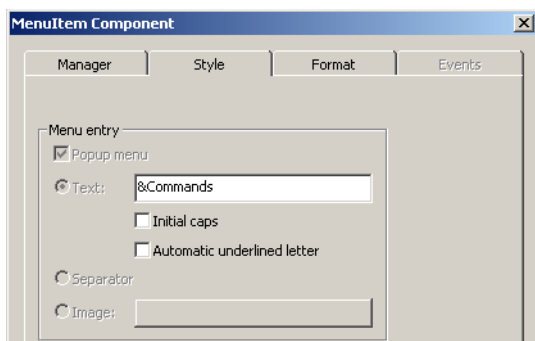 MenuItem Component
Manager Style Format Events
Menu entry
Popup menu
Text: &Commands
Initial caps
Automatic underlined letter
Separator
Image: